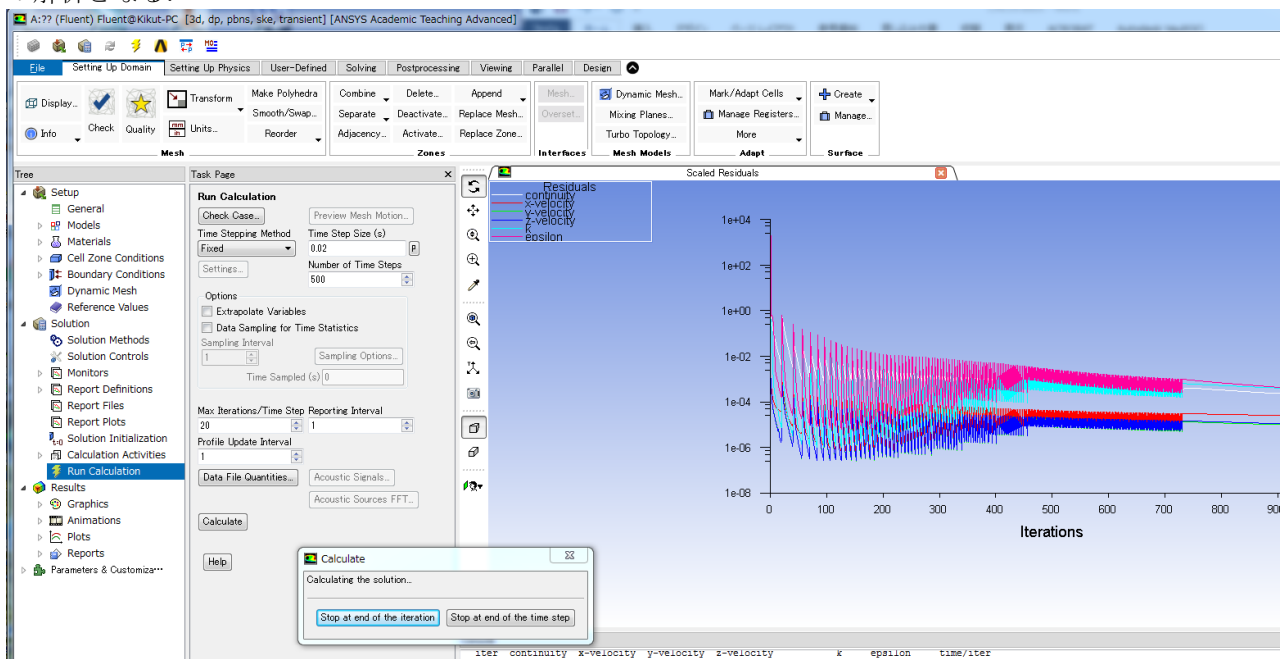 解析となる.
A:?? (Fluent) Fluent@Kikut-PC [3d, dp, pbns, ske, transient] [ANSYS Academic Teaching Advanced]
File Setting Up Domain Setting Up Physics User-Defined Solving Postprocessing Viewing Parallel Design
Display... Check Quality Transform Make Polyhedra Combine Delete... Append Mesh... Dynamic Mesh... Mark/Adapt Cells Create
Smooth/Swap... Separate Deactivate... Replace Mesh... Overset... Mixing Planes... Manage Registers... Manage...
Info Units... Reorder Adjacency... Activate... Replace Zone... Turbo Topology... More
Mesh Zones Interfaces Mesh Models Adapt Surface
Tree
Setup
General
Models
Materials
Cell Zone Conditions
Boundary Conditions
Dynamic Mesh
Reference Values
Solution
Solution Methods
Solution Controls
Monitors
Report Definitions
Report Files
Report Plots
Solution Initialization
Calculation Activities
Run Calculation
Results
Graphics
Animations
Plots
Reports
Parameters & Customiza···
Task Page
Run Calculation
Check Case... Preview Mesh Motion...
Time Stepping Method Time Step Size (s)
Fixed 0.02 P
Settings... Number of Time Steps
500
Options
Extrapolate Variables
Data Sampling for Time Statistics
Sampling Interval
1 Sampling Options...
Time Sampled (s) 0
Max Iterations/Time Step Reporting Interval
20 1
Profile Update Interval
1
Data File Quantities... Acoustic Signals...
Acoustic Sources FFT...
Calculate
Help
Calculate
Calculating the solution...
Stop at end of the iteration Stop at end of the time step
Scaled Residuals
Residuals
continuity
x-velocity
y-velocity
z-velocity
k
epsilon
1e+04
1e+02
1e+00
1e-02
1e-04
1e-06
1e-08
0 100 200 300 400 500 600 700 800 90
Iterations
iter continuity x-velocity y-velocity z-velocity k epsilon time/iter